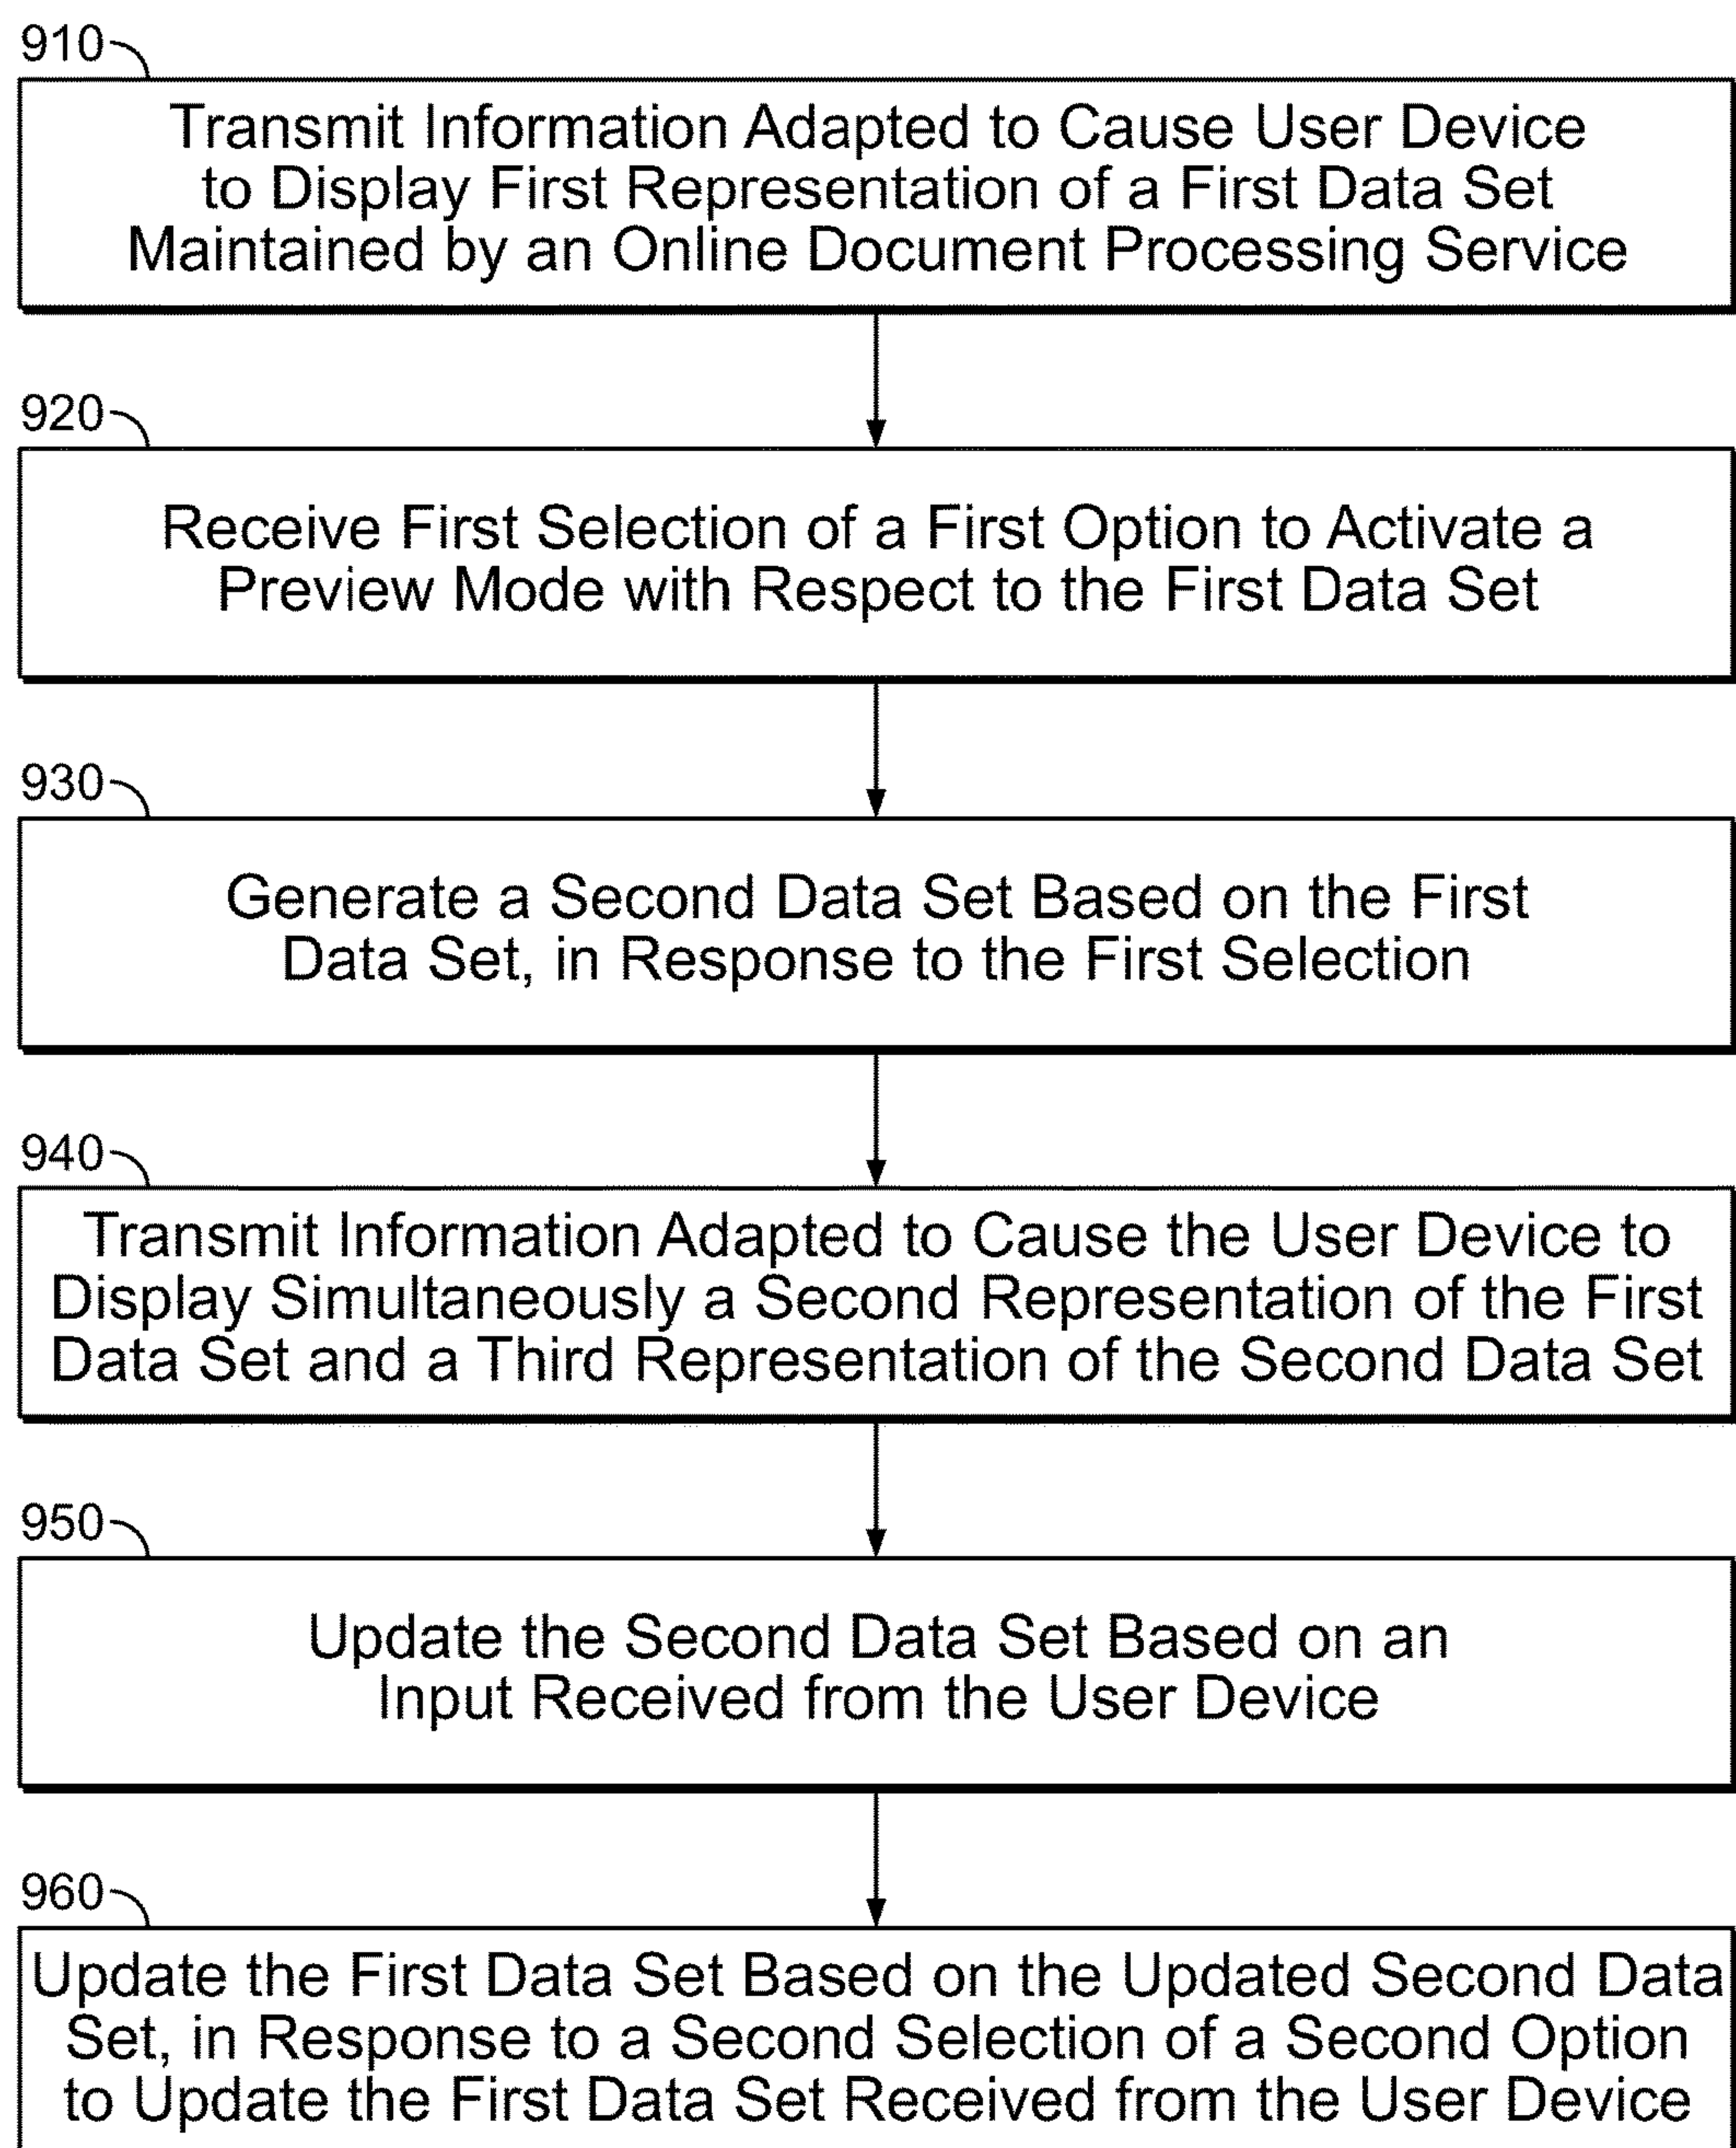 910
Transmit Information Adapted to Cause User Device
to Display First Representation of a First Data Set
Maintained by an Online Document Processing Service
920
Receive First Selection of a First Option to Activate a
Preview Mode with Respect to the First Data Set
930
Generate a Second Data Set Based on the First
Data Set, in Response to the First Selection
940
Transmit Information Adapted to Cause the User Device to
Display Simultaneously a Second Representation of the First
Data Set and a Third Representation of the Second Data Set
950
Update the Second Data Set Based on an
Input Received from the User Device
960
Update the First Data Set Based on the Updated Second Data
Set, in Response to a Second Selection of a Second Option
to Update the First Data Set Received from the User Device